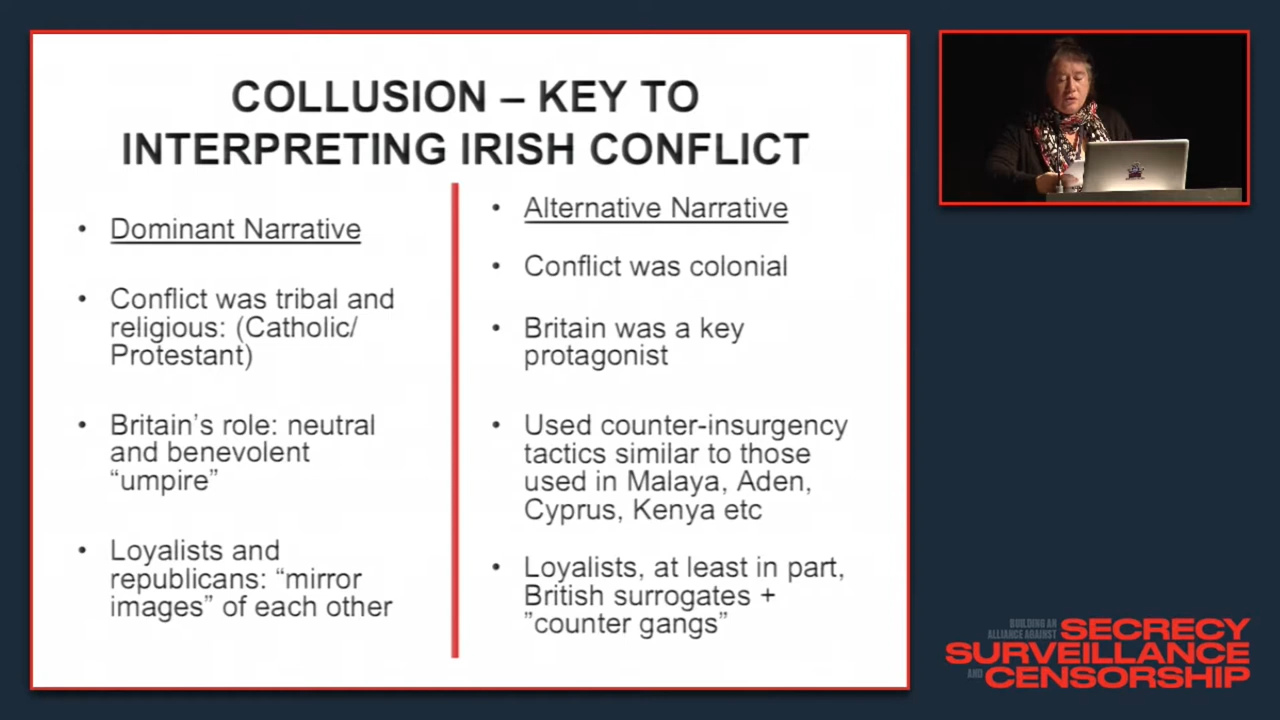 COLLUSION – KEY TO
INTERPRETING IRISH CONFLICT
• Dominant Narrative
• Conflict was tribal and
religious: (Catholic/
Protestant)
• Britain’s role: neutral
and benevolent
“umpire”
• Loyalists and
republicans: “mirror
images” of each other
• Alternative Narrative
• Conflict was colonial
• Britain was a key
protagonist
• Used counter-insurgency
tactics similar to those
used in Malaya, Aden,
Cyprus, Kenya etc
• Loyalists, at least in part,
British surrogates +
”counter gangs”
BUILDING AN
ALLIANCE AGAINST
SECRECY
SURVEILLANCE
AND CENSORSHIP